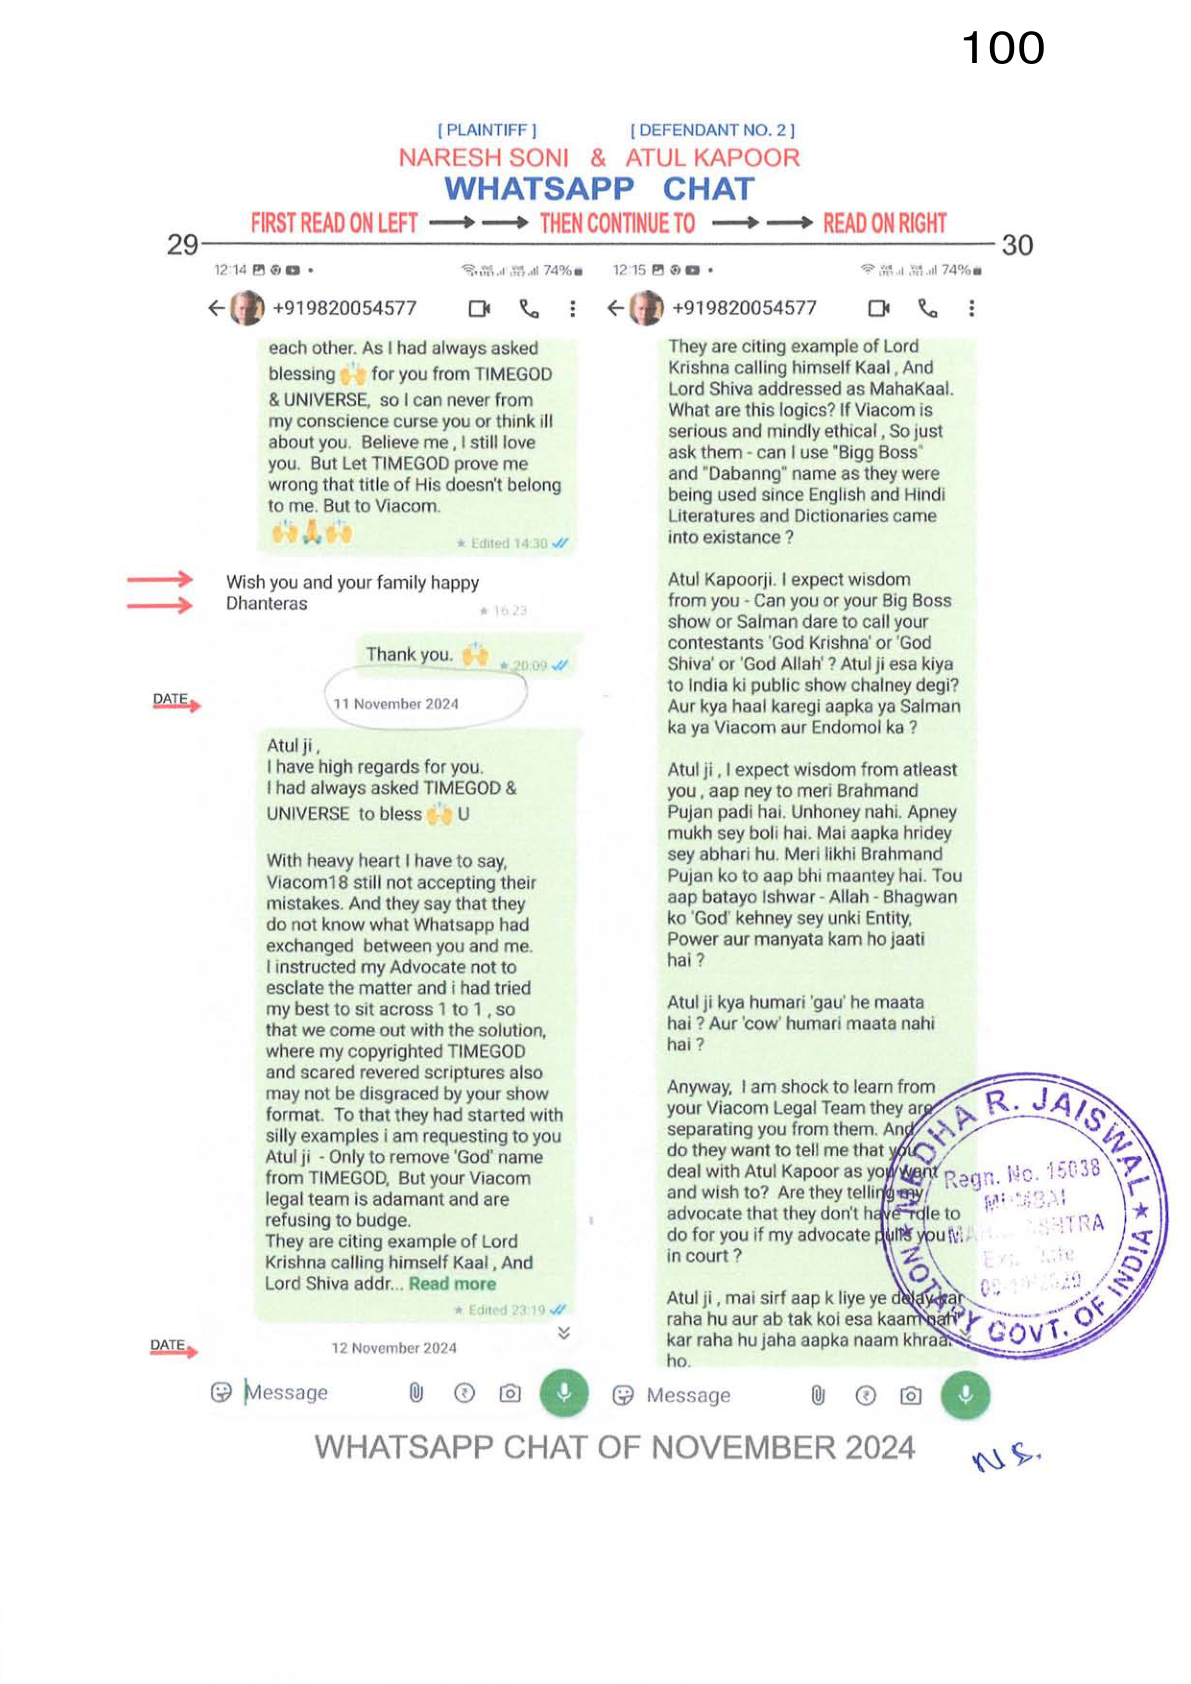 100
[ PLAINTIFF ] [ DEFENDANT NO. 2 ]
NARESH SONI & ATUL KAPOOR
WHATSAPP CHAT
FIRST READ ON LEFT THEN CONTINUE TO READ ON RIGHT
29 30
12:14 74%
+919820054577
each other. As I had always asked
blessing 🙌 for you from TIMEGOD
& UNIVERSE, so I can never from
my conscience curse you or think ill
about you. Believe me , I still love
you. But Let TIMEGOD prove me
wrong that title of His doesn't belong
to me. But to Viacom.
🙌🙏🙌
★ Edited 14:30
Wish you and your family happy
Dhanteras
★ 16:23
Thank you. 🙌
★ 20:09
DATE
11 November 2024
Atul ji ,
I have high regards for you.
I had always asked TIMEGOD &
UNIVERSE to bless 🙌 U
With heavy heart I have to say,
Viacom18 still not accepting their
mistakes. And they say that they
do not know what Whatsapp had
exchanged between you and me.
I instructed my Advocate not to
esclate the matter and i had tried
my best to sit across 1 to 1 , so
that we come out with the solution,
where my copyrighted TIMEGOD
and scared revered scriptures also
may not be disgraced by your show
format. To that they had started with
silly examples i am requesting to you
Atul ji - Only to remove 'God' name
from TIMEGOD, But your Viacom
legal team is adamant and are
refusing to budge.
They are citing example of Lord
Krishna calling himself Kaal , And
Lord Shiva addr... Read more
★ Edited 23:19
DATE
12 November 2024
Message
12:15 74%
+919820054577
They are citing example of Lord
Krishna calling himself Kaal , And
Lord Shiva addressed as MahaKaal.
What are this logics? If Viacom is
serious and mindly ethical , So just
ask them - can I use "Bigg Boss"
and "Dabanng" name as they were
being used since English and Hindi
Literatures and Dictionaries came
into existance ?
Atul Kapoorji. I expect wisdom
from you - Can you or your Big Boss
show or Salman dare to call your
contestants 'God Krishna' or 'God
Shiva' or 'God Allah' ? Atul ji esa kiya
to India ki public show chalney degi?
Aur kya haal karegi aapka ya Salman
ka ya Viacom aur Endomol ka ?
Atul ji , I expect wisdom from atleast
you , aap ney to meri Brahmand
Pujan padi hai. Unhoney nahi. Apney
mukh sey boli hai. Mai aapka hridey
sey abhari hu. Meri likhi Brahmand
Pujan ko to aap bhi maantey hai. Tou
aap batayo Ishwar - Allah - Bhagwan
ko 'God' kehney sey unki Entity,
Power aur manyata kam ho jaati
hai ?
Atul ji kya humari 'gau' he maata
hai ? Aur 'cow' humari maata nahi
hai ?
Anyway, I am shock to learn from
your Viacom Legal Team they are
separating you from them. And
do they want to tell me that you
deal with Atul Kapoor as you want
and wish to? Are they telling my
advocate that they don't have role to
do for you if my advocate pulls you
in court ?
Atul ji , mai sirf aap k liye ye delay kar
raha hu aur ab tak koi esa kaam nahi
kar raha hu jaha aapka naam khraab
ho.
Message
MEDHA R. JAISWAL
Regn. No. 15038
MUMBAI
NOTARY GOVT. OF INDIA
WHATSAPP CHAT OF NOVEMBER 2024
N S.